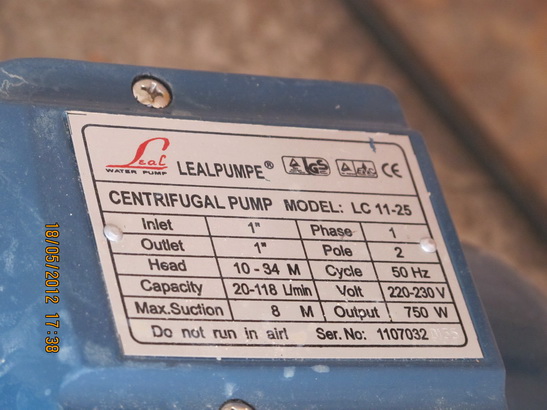 Leal
WATER PUMP
LEALPUMPE®
GS
CE
CENTRIFUGAL PUMP MODEL: LC 11-25
Inlet 1" Phase 1
Outlet 1" Pole 2
Head 10-34 M Cycle 50 Hz
Capacity 20-118 L/min Volt 220-230 V
Max.Suction 8 M Output 750 W
Do not run in air! Ser.No: 1107032
18/05/2012 17:38